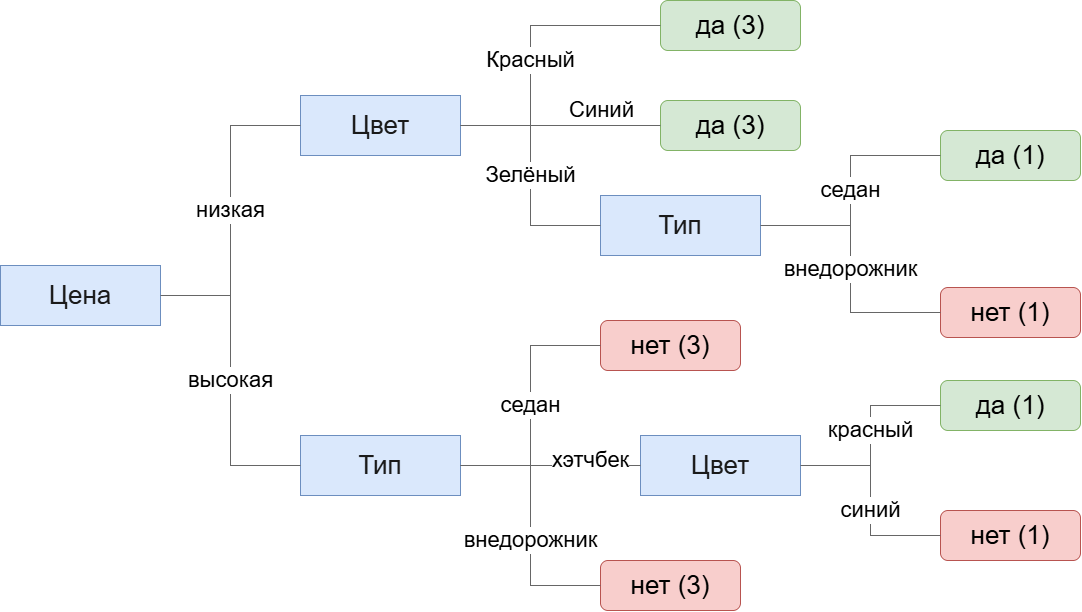 да (3)
Красный
Цвет
Синий
да (3)
Зелёный
да (1)
седан
низкая
Тип
внедорожник
Цена
нет (1)
нет (3)
высокая
седан
да (1)
красный
Тип
хэтчбек
Цвет
синий
внедорожник
нет (1)
нет (3)